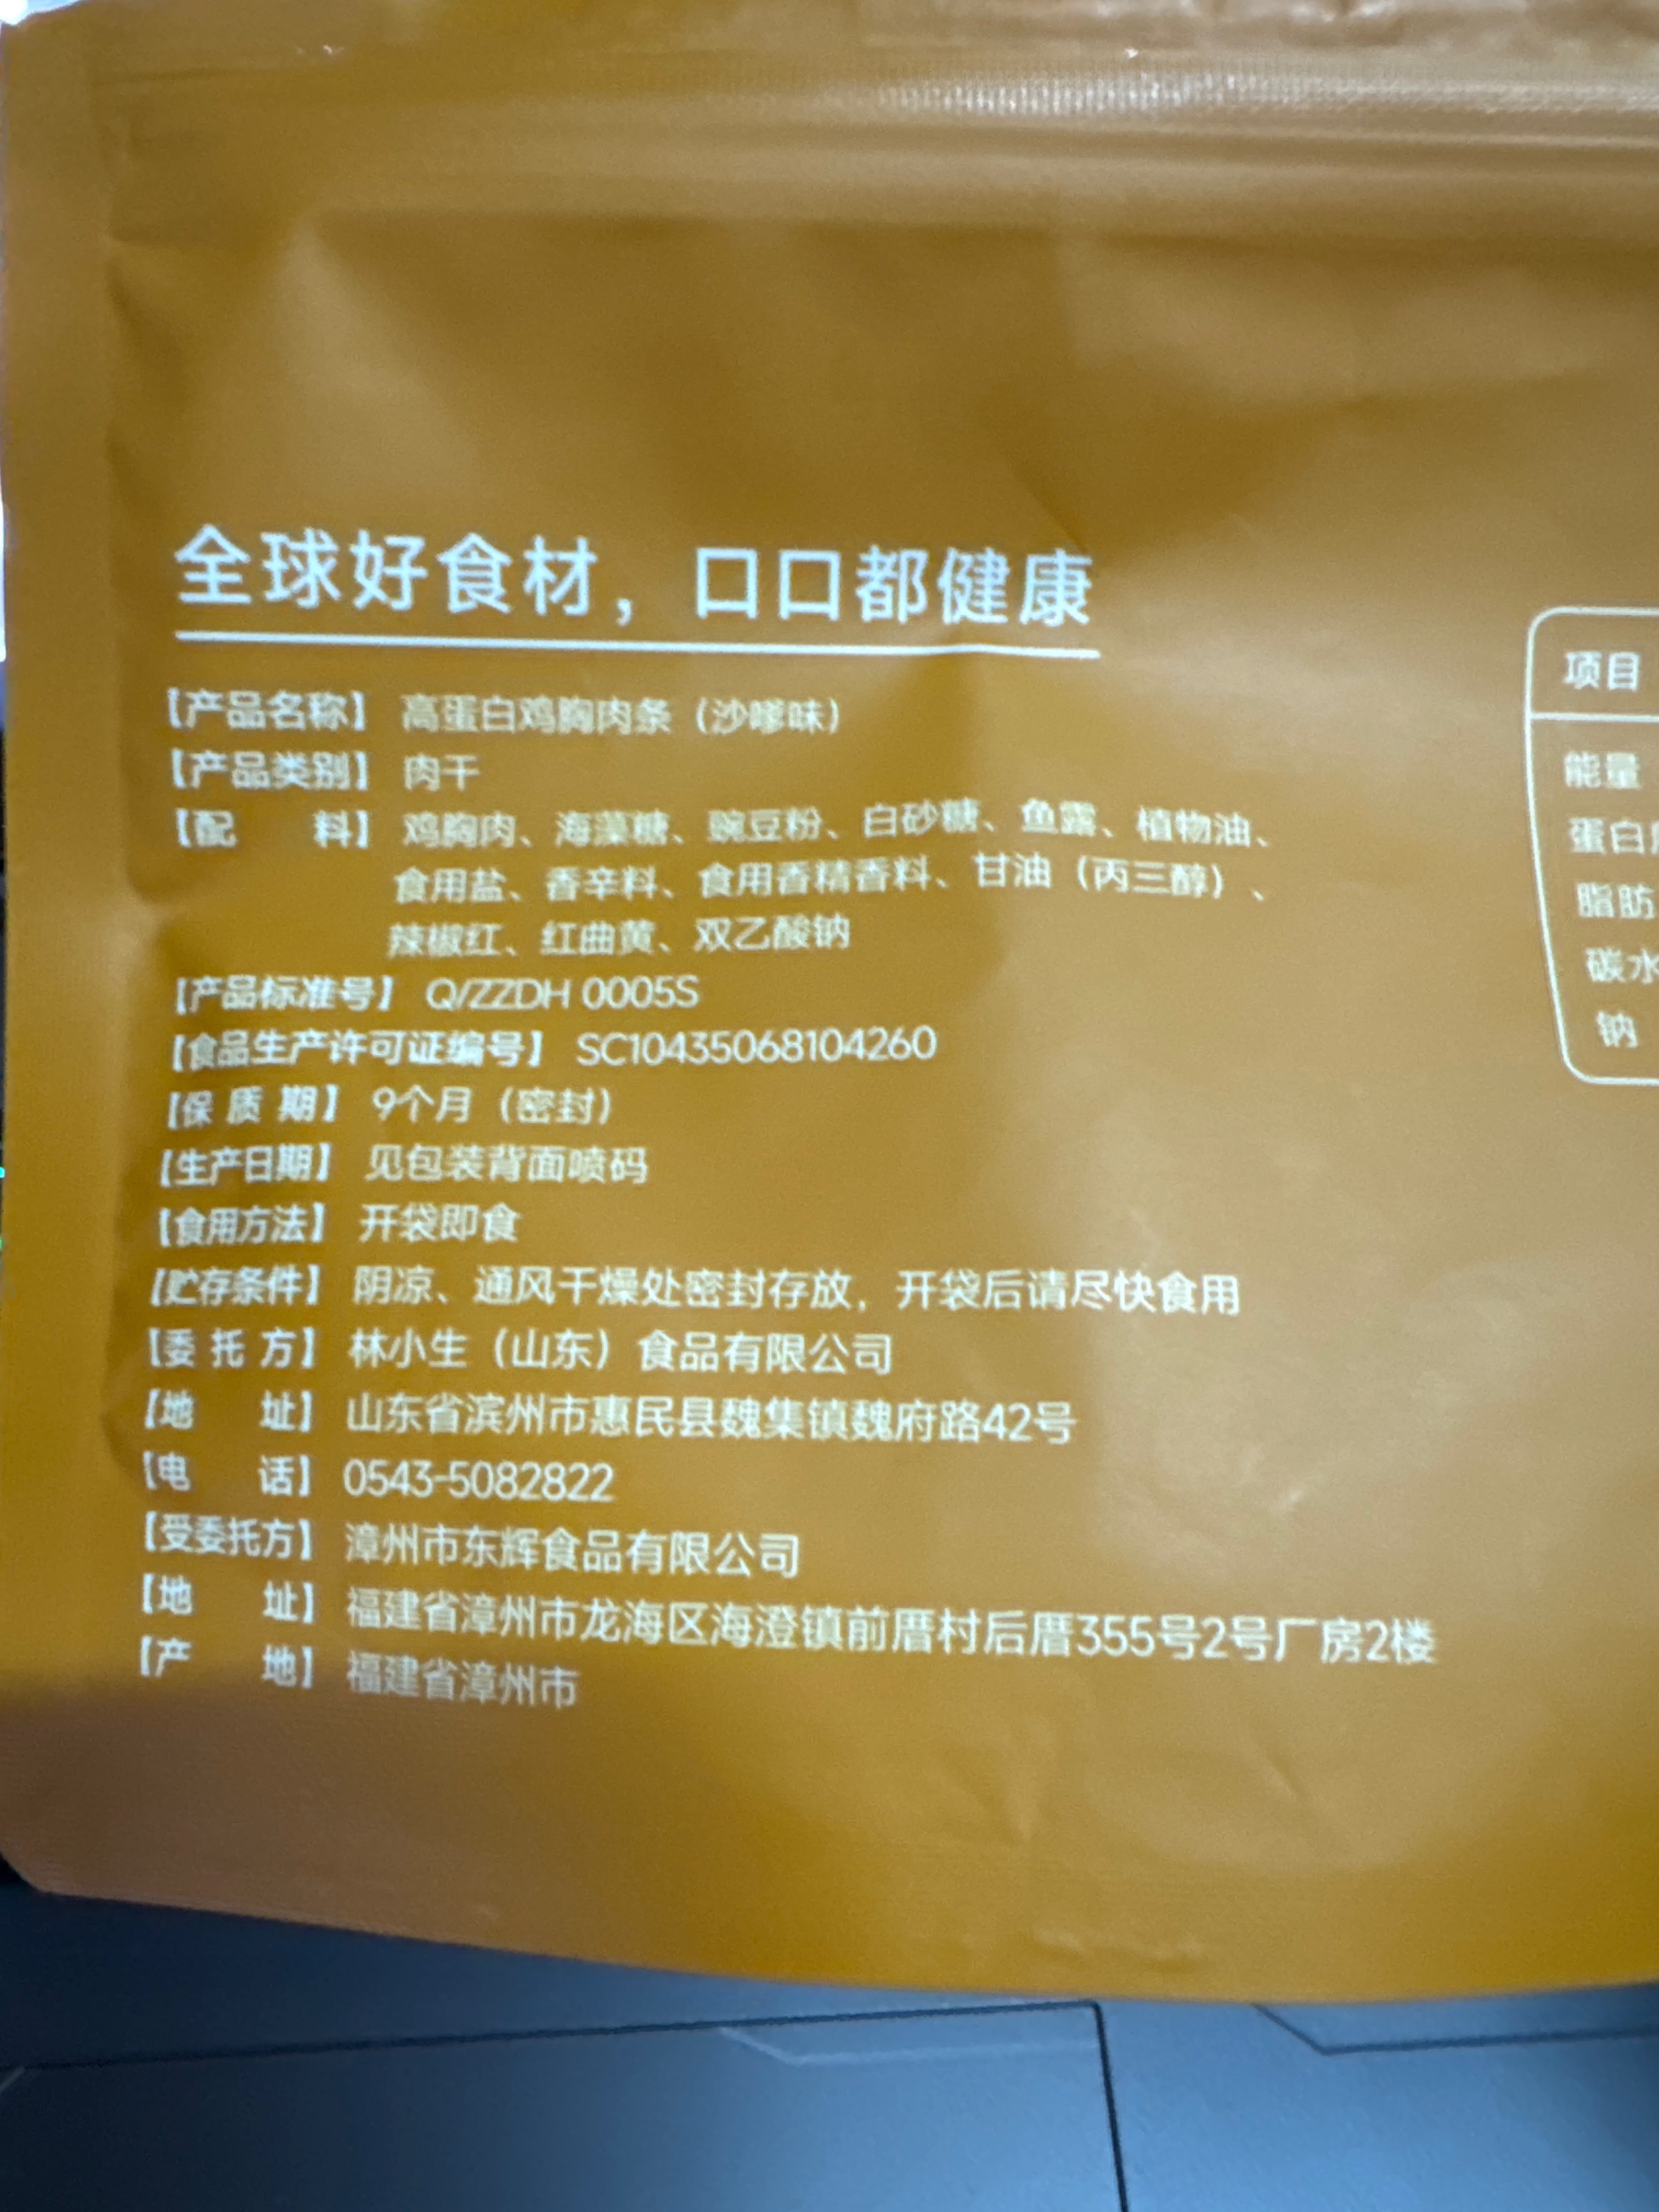 全球好食材，口口都健康
【产品名称】 高蛋白鸡胸肉条（沙嗲味）
【产品类别】 肉干
【配 料】 鸡胸肉、海藻糖、豌豆粉、白砂糖、鱼露、植物油、
食用盐、香辛料、食用香精香料、甘油（丙三醇）、
辣椒红、红曲黄、双乙酸钠
【产品标准号】 Q/ZZDH 0005S
【食品生产许可证编号】 SC10435068104260
【保 质 期】 9个月（密封）
【生产日期】 见包装背面喷码
【食用方法】 开袋即食
【贮存条件】 阴凉、通风干燥处密封存放，开袋后请尽快食用
【委 托 方】 林小生（山东）食品有限公司
【地 址】 山东省滨州市惠民县魏集镇魏府路42号
【电 话】 0543-5082822
【受委托方】 漳州市东辉食品有限公司
【地 址】 福建省漳州市龙海区海澄镇前厝村后厝355号2号厂房2楼
【产 地】 福建省漳州市
项目
能量
蛋白
脂肪
碳水
钠